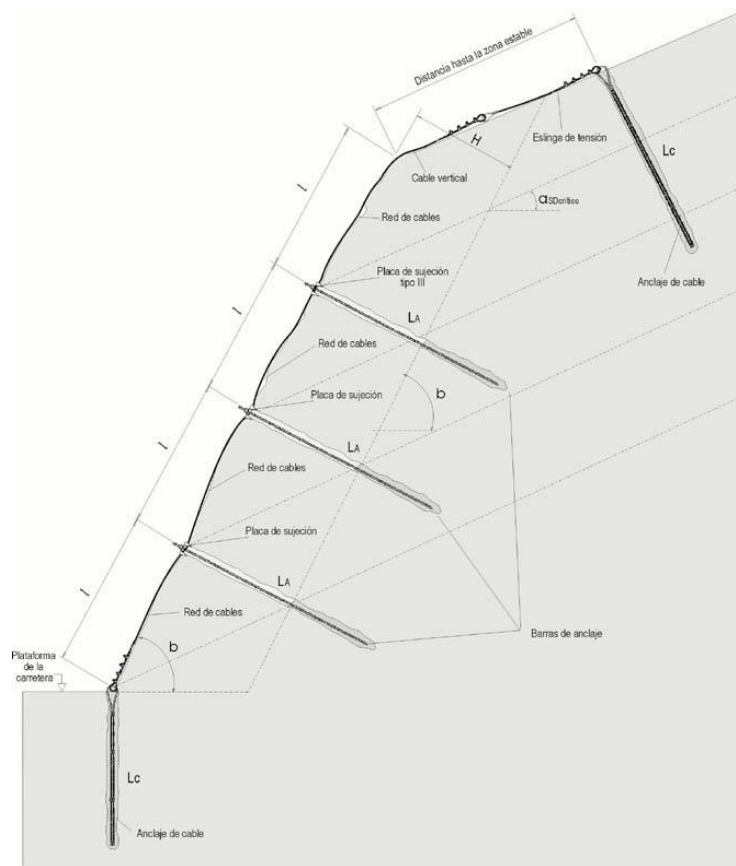 Distancia hasta la zona estable
H
Eslinga de tensión
Lc
Cable vertical
l
a SDcrítico
Red de cables
Placa de sujeción
tipo III
Anclaje de cable
l
LA
Red de cables
b
Placa de sujeción
l
LA
Red de cables
Placa de sujeción
l
LA
Red de cables
Barras de anclaje
b
Plataforma
de la
carretera
Lc
Anclaje de cable